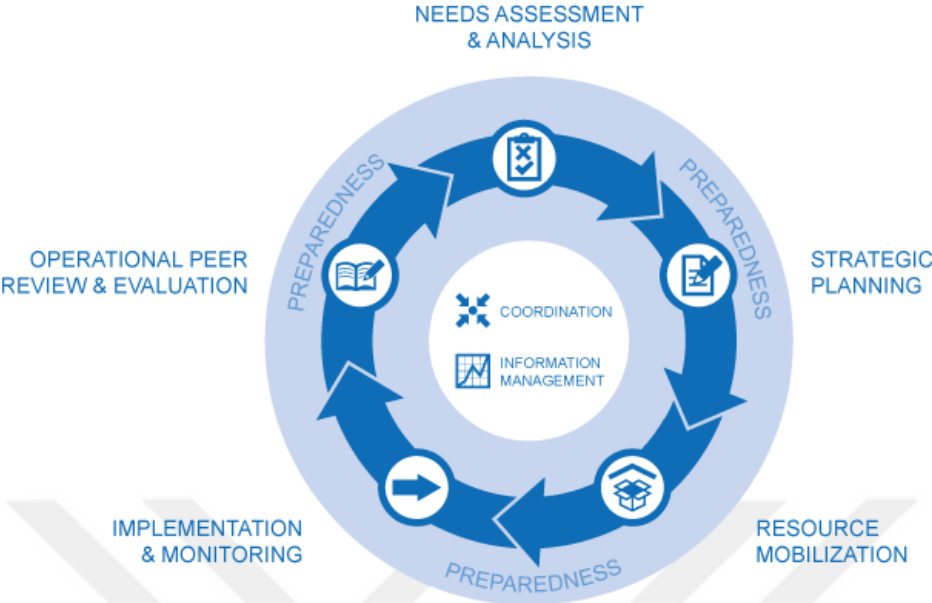 NEEDS ASSESSMENT
& ANALYSIS
PREPAREDNESS
PREPAREDNESS
OPERATIONAL PEER
REVIEW & EVALUATION
STRATEGIC
PLANNING
COORDINATION
INFORMATION
MANAGEMENT
IMPLEMENTATION
& MONITORING
RESOURCE
MOBILIZATION
PREPAREDNESS